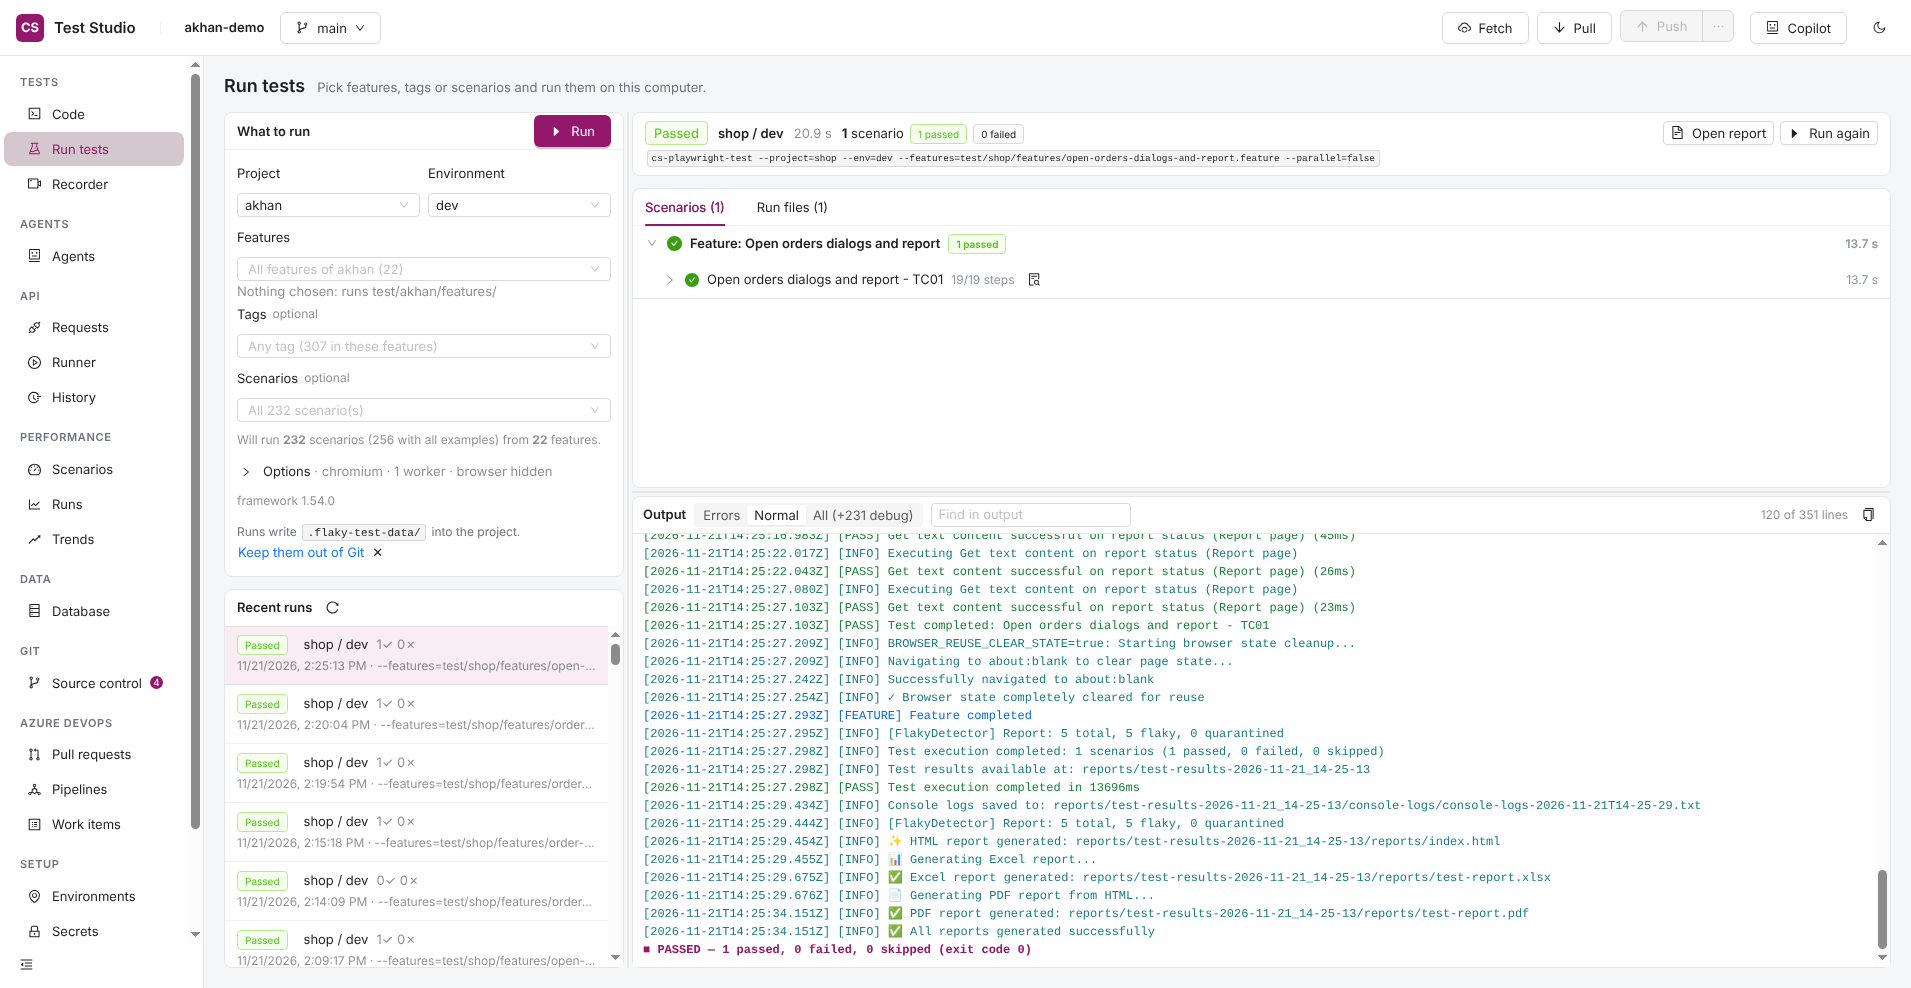 CS Test Studio akhan-demo main Fetch Pull Push ··· Copilot
TESTS
Code
Run tests
Recorder
AGENTS
Agents
API
Requests
Runner
History
PERFORMANCE
Scenarios
Runs
Trends
DATA
Database
GIT
Source control 4
AZURE DEVOPS
Pull requests
Pipelines
Work items
SETUP
Environments
Secrets
Run tests Pick features, tags or scenarios and run them on this computer.
What to run Run
Project Environment
akhan dev
Features
All features of akhan (22)
Nothing chosen: runs test/akhan/features/
Tags optional
Any tag (307 in these features)
Scenarios optional
All 232 scenario(s)
Will run 232 scenarios (256 with all examples) from 22 features.
Options · chromium · 1 worker · browser hidden
framework 1.54.0
Runs write .flaky-test-data/ into the project.
Keep them out of Git ×
Recent runs
Passed shop / dev 1✓ 0×
11/21/2026, 2:25:13 PM · --features=test/shop/features/open-...
Passed shop / dev 1✓ 0×
11/21/2026, 2:20:04 PM · --features=test/shop/features/order...
Passed shop / dev 1✓ 0×
11/21/2026, 2:19:54 PM · --features=test/shop/features/order...
Passed shop / dev 1✓ 0×
11/21/2026, 2:15:18 PM · --features=test/shop/features/order-...
Passed shop / dev 0✓ 0×
11/21/2026, 2:14:09 PM · --features=test/shop/features/order...
Passed shop / dev 1✓ 0×
11/21/2026, 2:09:17 PM · --features=test/shop/features/open-...
Passed shop / dev 20.9 s 1 scenario 1 passed 0 failed Open report Run again
cs-playwright-test --project=shop --env=dev --features=test/shop/features/open-orders-dialogs-and-report.feature --parallel=false
Scenarios (1) Run files (1)
Feature: Open orders dialogs and report 1 passed 13.7 s
Open orders dialogs and report - TC01 19/19 steps 13.7 s
Output Errors Normal All (+231 debug) Find in output 120 of 351 lines
[2026-11-21T14:25:16.983Z] [PASS] Get text content successful on report status (Report page) (45ms)
[2026-11-21T14:25:22.017Z] [INFO] Executing Get text content on report status (Report page)
[2026-11-21T14:25:22.043Z] [PASS] Get text content successful on report status (Report page) (26ms)
[2026-11-21T14:25:27.080Z] [INFO] Executing Get text content on report status (Report page)
[2026-11-21T14:25:27.103Z] [PASS] Get text content successful on report status (Report page) (23ms)
[2026-11-21T14:25:27.103Z] [PASS] Test completed: Open orders dialogs and report - TC01
[2026-11-21T14:25:27.209Z] [INFO] BROWSER_REUSE_CLEAR_STATE=true: Starting browser state cleanup...
[2026-11-21T14:25:27.209Z] [INFO] Navigating to about:blank to clear page state...
[2026-11-21T14:25:27.242Z] [INFO] Successfully navigated to about:blank
[2026-11-21T14:25:27.254Z] [INFO] ✓ Browser state completely cleared for reuse
[2026-11-21T14:25:27.293Z] [FEATURE] Feature completed
[2026-11-21T14:25:27.295Z] [INFO] [FlakyDetector] Report: 5 total, 5 flaky, 0 quarantined
[2026-11-21T14:25:27.298Z] [INFO] Test execution completed: 1 scenarios (1 passed, 0 failed, 0 skipped)
[2026-11-21T14:25:27.298Z] [INFO] Test results available at: reports/test-results-2026-11-21_14-25-13
[2026-11-21T14:25:27.298Z] [PASS] Test execution completed in 13696ms
[2026-11-21T14:25:29.434Z] [INFO] Console logs saved to: reports/test-results-2026-11-21_14-25-13/console-logs/console-logs-2026-11-21T14-25-29.txt
[2026-11-21T14:25:29.444Z] [INFO] [FlakyDetector] Report: 5 total, 5 flaky, 0 quarantined
[2026-11-21T14:25:29.454Z] [INFO] ✨ HTML report generated: reports/test-results-2026-11-21_14-25-13/reports/index.html
[2026-11-21T14:25:29.455Z] [INFO] 📊 Generating Excel report...
[2026-11-21T14:25:29.675Z] [INFO] ✅ Excel report generated: reports/test-results-2026-11-21_14-25-13/reports/test-report.xlsx
[2026-11-21T14:25:29.676Z] [INFO] 📄 Generating PDF report from HTML...
[2026-11-21T14:25:34.151Z] [INFO] ✅ PDF report generated: reports/test-results-2026-11-21_14-25-13/reports/test-report.pdf
[2026-11-21T14:25:34.151Z] [INFO] ✅ All reports generated successfully
■ PASSED — 1 passed, 0 failed, 0 skipped (exit code 0)